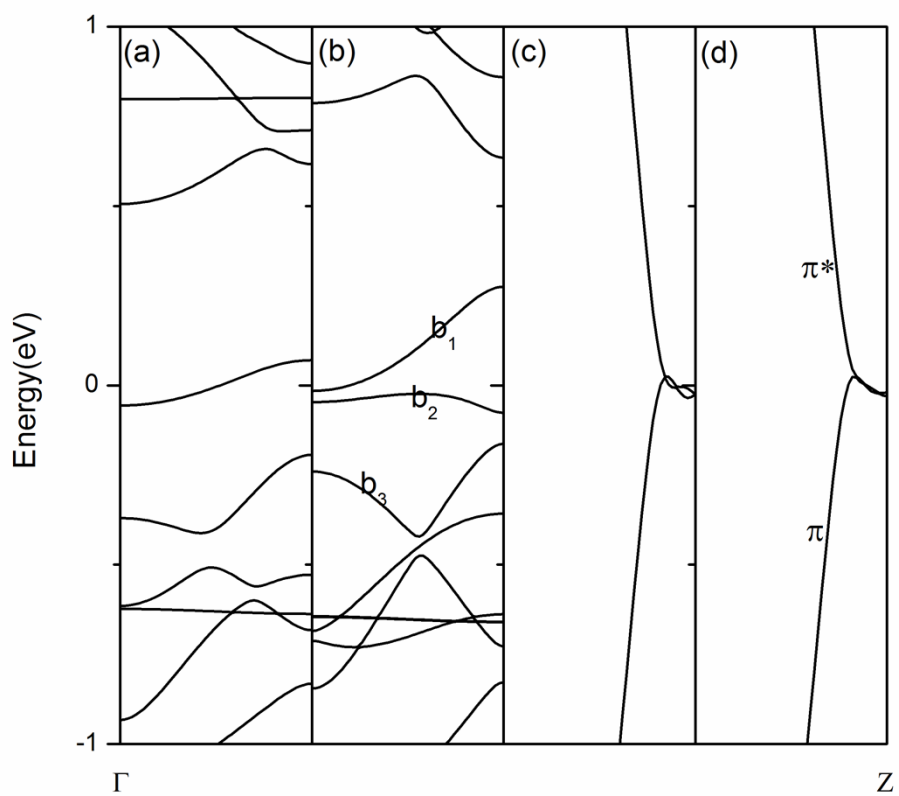 1
(a)
(b)
(c)
(d)
π*
b₁
0
b₂
b₃
π
Energy(eV)
-1
Γ
Z